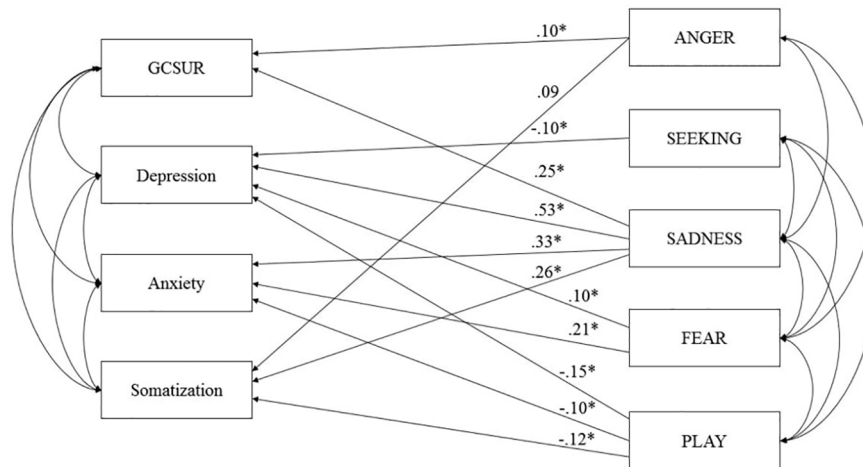 .10*
ANGER
GCSUR
.09
-.10*
SEEKING
Depression
.25*
.53*
SADNESS
.33*
.26*
Anxiety
.10*
.21*
FEAR
Somatization
-.15*
-.10*
-.12*
PLAY